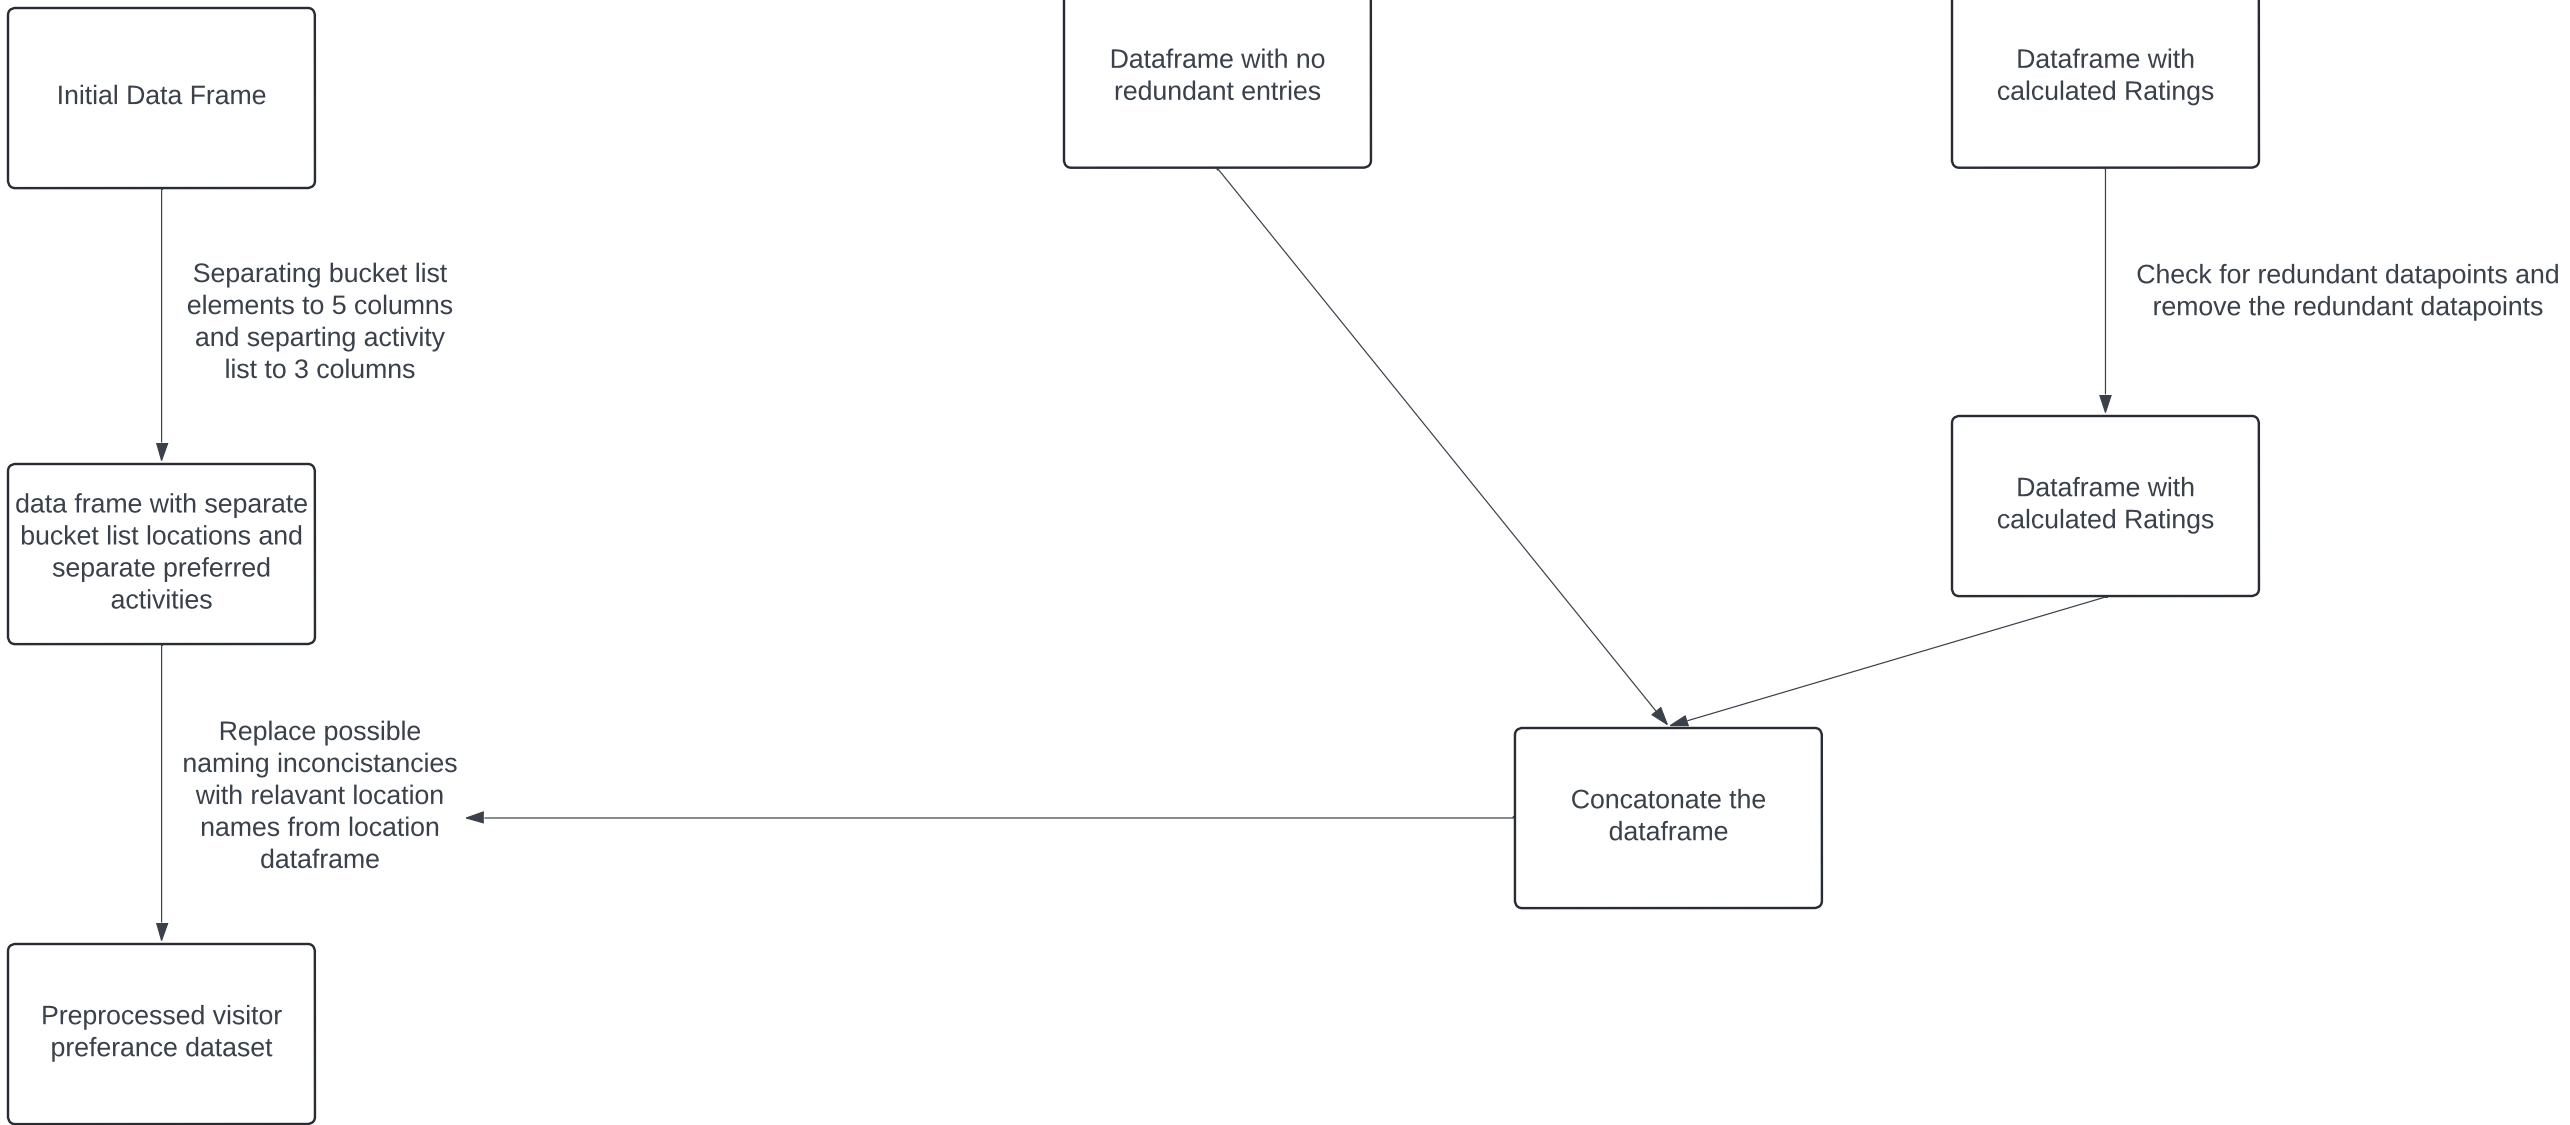 Initial Data Frame
Dataframe with no
redundant entries
Dataframe with
calculated Ratings
Separating bucket list
elements to 5 columns
and separting activity
list to 3 columns
Check for redundant datapoints and
remove the redundant datapoints
data frame with separate
bucket list locations and
separate preferred
activities
Dataframe with
calculated Ratings
Replace possible
naming inconcistancies
with relavant location
names from location
dataframe
Concatonate the
dataframe
Preprocessed visitor
preferance dataset